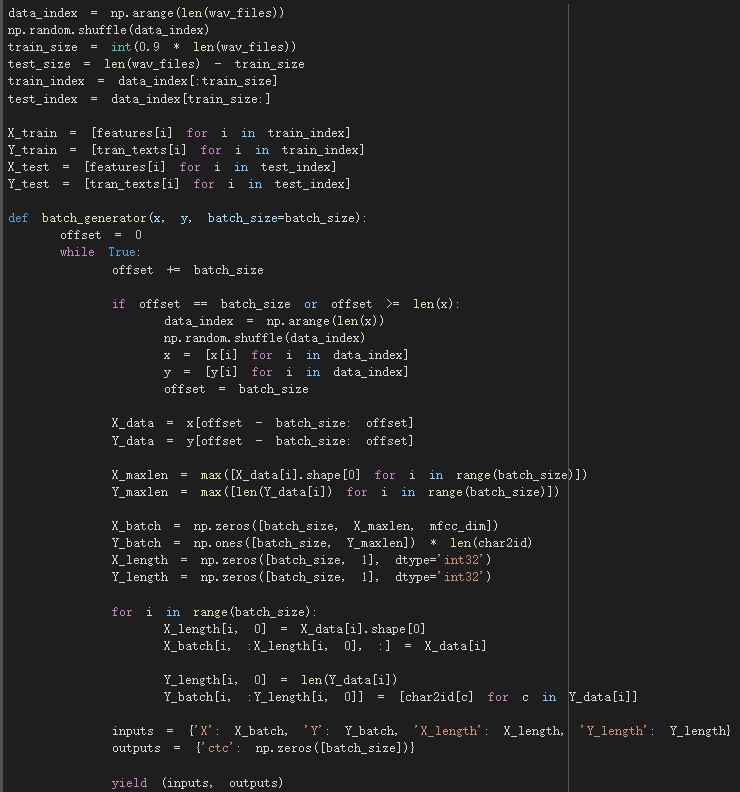 data_index = np.arange(len(wav_files))
np.random.shuffle(data_index)
train_size = int(0.9 * len(wav_files))
test_size = len(wav_files) - train_size
train_index = data_index[:train_size]
test_index = data_index[train_size:]
X_train = [features[i] for i in train_index]
Y_train = [tran_texts[i] for i in train_index]
X_test = [features[i] for i in test_index]
Y_test = [tran_texts[i] for i in test_index]
def batch_generator(x, y, batch_size=batch_size):
offset = 0
while True:
offset += batch_size
if offset == batch_size or offset >= len(x):
data_index = np.arange(len(x))
np.random.shuffle(data_index)
x = [x[i] for i in data_index]
y = [y[i] for i in data_index]
offset = batch_size
X_data = x[offset - batch_size: offset]
Y_data = y[offset - batch_size: offset]
X_maxlen = max([X_data[i].shape[0] for i in range(batch_size)])
Y_maxlen = max([len(Y_data[i]) for i in range(batch_size)])
X_batch = np.zeros([batch_size, X_maxlen, mfcc_dim])
Y_batch = np.ones([batch_size, Y_maxlen]) * len(char2id)
X_length = np.zeros([batch_size, 1], dtype='int32')
Y_length = np.zeros([batch_size, 1], dtype='int32')
for i in range(batch_size):
X_length[i, 0] = X_data[i].shape[0]
X_batch[i, :X_length[i, 0], :] = X_data[i]
Y_length[i, 0] = len(Y_data[i])
Y_batch[i, :Y_length[i, 0]] = [char2id[c] for c in Y_data[i]]
inputs = {'X': X_batch, 'Y': Y_batch, 'X_length': X_length, 'Y_length': Y_length}
outputs = {'ctc': np.zeros([batch_size])}
yield (inputs, outputs)